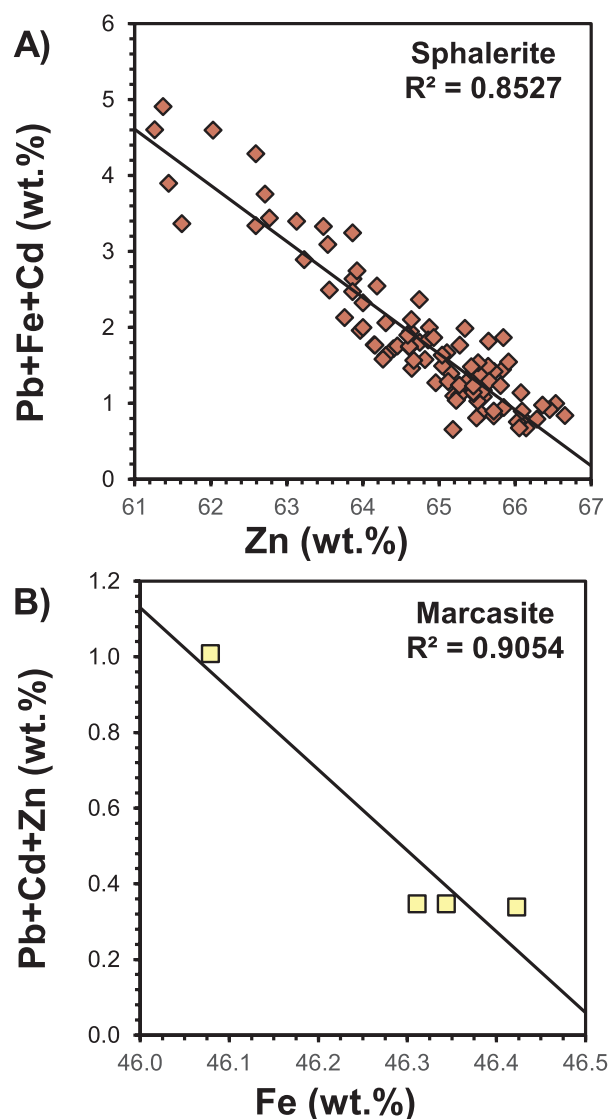 A)
Sphalerite
R² = 0.8527
Pb+Fe+Cd (wt.%)
6
5
4
3
2
1
0
61 62 63 64 65 66 67
Zn (wt.%)
B)
Marcasite
R² = 0.9054
Pb+Cd+Zn (wt.%)
1.2
1.0
0.8
0.6
0.4
0.2
0.0
46.0 46.1 46.2 46.3 46.4 46.5
Fe (wt.%)